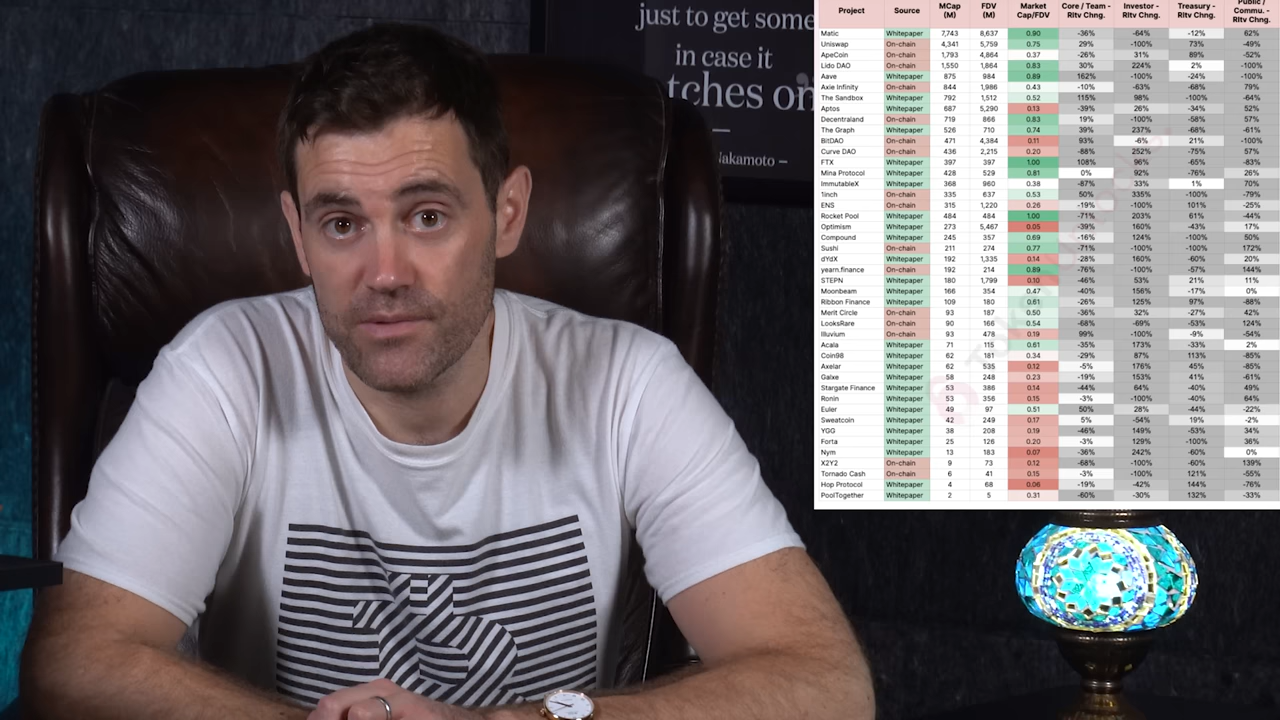 just to get some
in case it
tches on
—
Nakamoto —
Project Source MCap (M) FDV (M) Market Cap/FDV Core / Team - Rltv Chng. Investor - Rltv Chng. Treasury - Rltv Chng. Public / Commu. - Rltv Chng.
Matic Whitepaper 7,743 8,637 0.90 -36% -64% -12% 62%
Uniswap On-chain 4,341 5,759 0.75 29% -100% 73% -49%
ApeCoin On-chain 1,793 4,864 0.37 -26% 31% 89% -52%
Lido DAO On-chain 1,550 1,864 0.83 30% 224% 2% -100%
Aave Whitepaper 875 984 0.89 162% -100% -24% -100%
Axie Infinity On-chain 844 1,986 0.43 -10% -63% -68% 79%
The Sandbox Whitepaper 792 1,512 0.52 115% 98% -100% -64%
Aptos Whitepaper 687 5,290 0.13 -39% 26% -34% 52%
Decentraland On-chain 719 866 0.83 19% -100% -58% 57%
The Graph Whitepaper 526 710 0.74 39% 237% -68% -61%
BitDAO On-chain 471 4,384 0.11 93% -6% 21% -100%
Curve DAO On-chain 436 2,215 0.20 -88% 252% -75% 57%
FTX Whitepaper 397 397 1.00 108% 96% -65% -83%
Mina Protocol Whitepaper 428 529 0.81 0% 92% -76% 26%
ImmutableX Whitepaper 368 960 0.38 -87% 33% 1% 70%
1inch On-chain 335 637 0.53 50% 335% -100% -79%
ENS On-chain 315 1,220 0.26 -19% -100% 101% -25%
Rocket Pool Whitepaper 484 484 1.00 -71% 203% 61% -44%
Optimism Whitepaper 273 5,467 0.05 -39% 160% -43% 17%
Compound Whitepaper 245 357 0.69 -16% 124% -100% 50%
Sushi On-chain 211 274 0.77 -71% -100% -100% 172%
dYdX Whitepaper 192 1,335 0.14 -28% 160% -60% 20%
yearn.finance On-chain 192 214 0.89 -76% -100% -57% 144%
STEPN Whitepaper 180 1,799 0.10 -46% 53% 21% 11%
Moonbeam Whitepaper 166 354 0.47 -40% 156% -17% 0%
Ribbon Finance Whitepaper 109 180 0.61 -26% 125% 97% -88%
Merit Circle On-chain 93 187 0.50 -36% 32% -27% 42%
LooksRare On-chain 90 166 0.54 -68% -69% -53% 124%
Illuvium On-chain 93 478 0.19 99% -100% -9% -54%
Acala Whitepaper 71 115 0.61 -35% 173% -33% 2%
Coin98 Whitepaper 62 181 0.34 -29% 87% 113% -85%
Axelar Whitepaper 62 535 0.12 -5% 176% 45% -85%
Galxe Whitepaper 58 248 0.23 -19% 153% 41% -61%
Stargate Finance Whitepaper 53 386 0.14 -44% 64% -40% 49%
Ronin Whitepaper 53 356 0.15 -3% -100% -40% 64%
Euler Whitepaper 49 97 0.51 50% 28% -44% -22%
Sweatcoin Whitepaper 42 249 0.17 5% -54% 19% -2%
YGG Whitepaper 38 208 0.19 -46% 149% -53% 34%
Forta Whitepaper 25 126 0.20 -3% 129% -100% 36%
Nym Whitepaper 13 183 0.07 -36% 242% -60% 0%
X2Y2 On-chain 9 73 0.12 -68% -100% -60% 139%
Tornado Cash On-chain 6 41 0.15 -3% -100% 121% -55%
Hop Protocol Whitepaper 4 68 0.06 -19% -42% 144% -76%
PoolTogether Whitepaper 2 5 0.31 -60% -30% 132% -33%